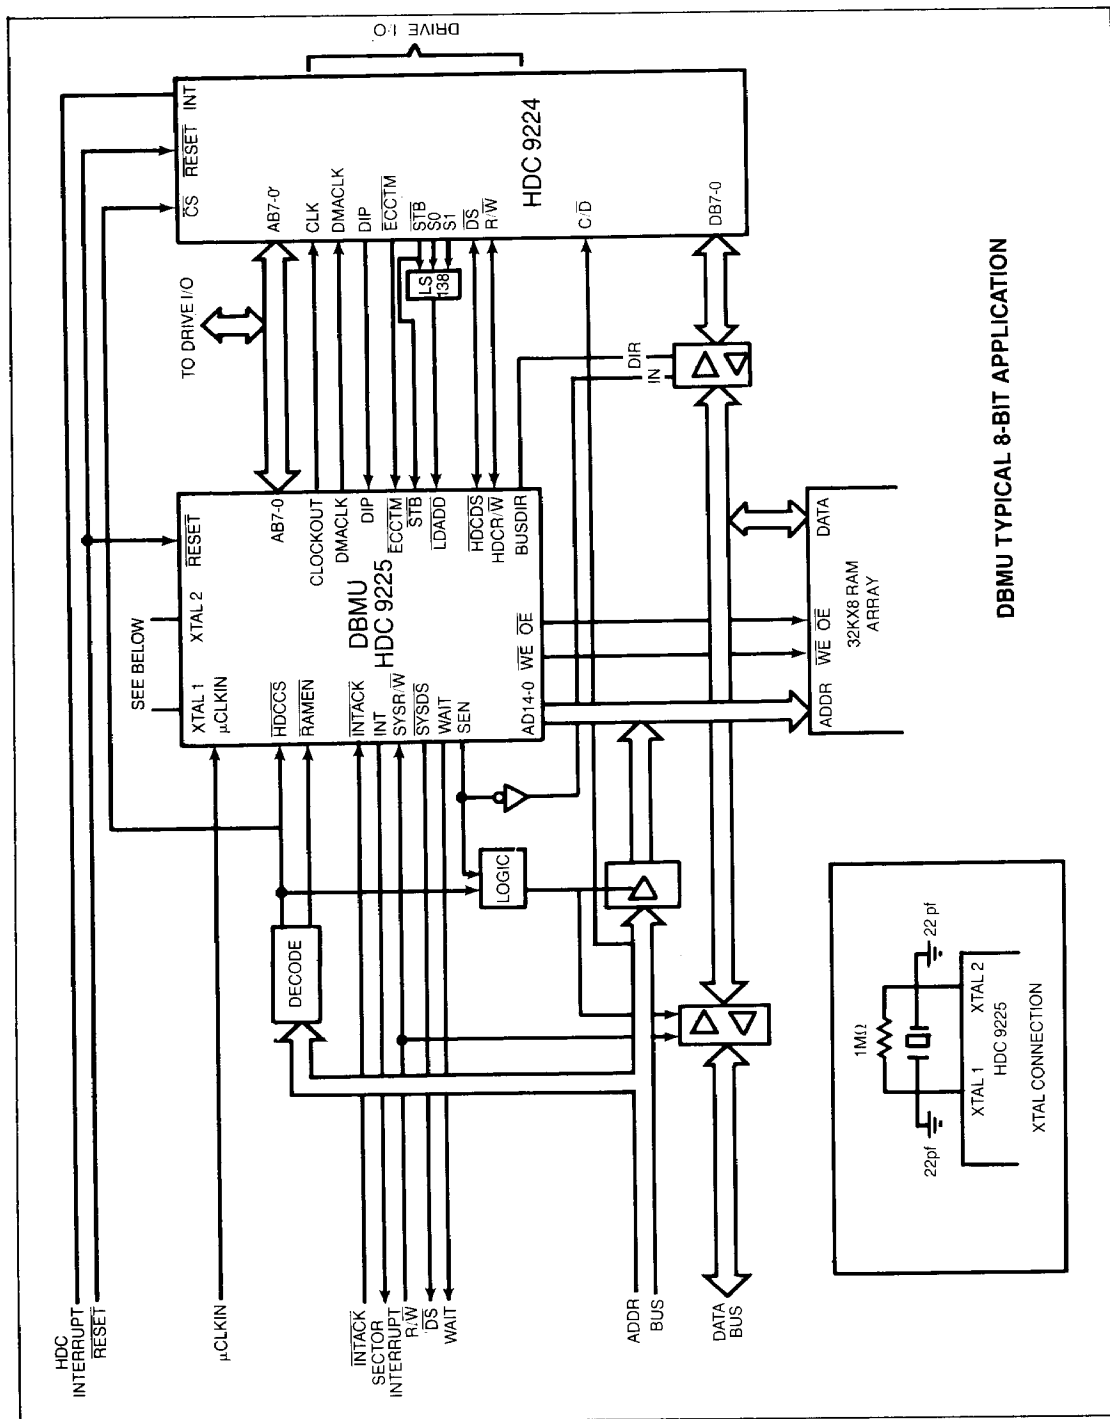 HDC
INTERRUPT
RESET
μCLKIN
INTACK
SECTOR
INTERRUPT
R/W
DS
WAIT
ADDR
BUS
DATA
BUS
DECODE
LOGIC
SEE BELOW
XTAL 1
XTAL 2
RESET
μCLKIN
HDCCS
RAMEN
INTACK
INT
SYSR/W
SYSDS
WAIT
SEN
DBMU
HDC 9225
AB7-0
CLOCKOUT
DMACLK
DIP
ECCTM
STB
LDADD
HDCDS
HDCR/W
BUSDIR
AD14-0
WE
OE
TO DRIVE I/O
LS
138
DIR
IN
INT
RESET
CS
AB7-0
CLK
DMACLK
DIP
ECCTM
STB
S0
S1
DS
R/W
C/D
DB7-0
HDC 9224
DRIVE I/O
ADDR
WE
OE
DATA
32KX8 RAM
ARRAY
1MΩ
22pf
22 pf
XTAL 1
XTAL 2
HDC 9225
XTAL CONNECTION
DBMU TYPICAL 8-BIT APPLICATION